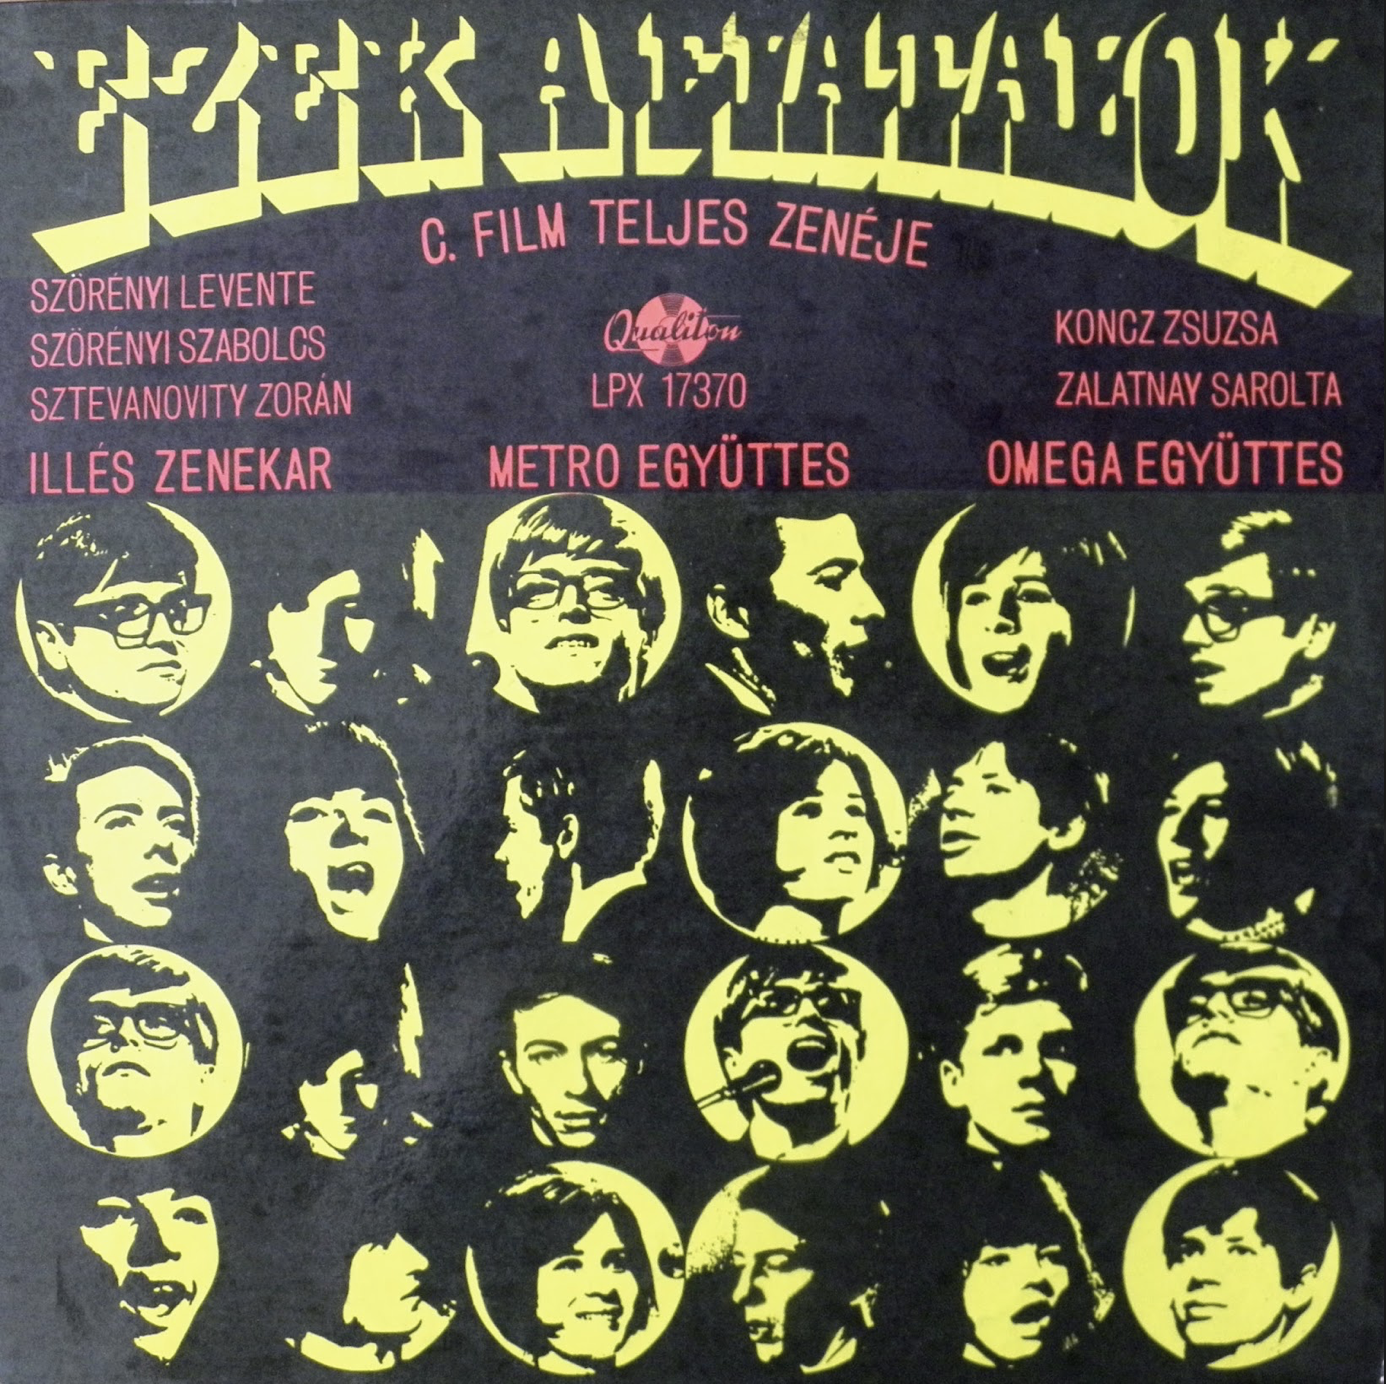 EZEK A FIATALOK
C. FILM TELJES ZENÉJE
SZÖRÉNYI LEVENTE
SZÖRÉNYI SZABOLCS
SZTEVANOVITY ZORÁN
Qualiton
LPX 17370
KONCZ ZSUZSA
ZALATNAY SAROLTA
ILLÉS ZENEKAR
METRO EGYÜTTES
OMEGA EGYÜTTES